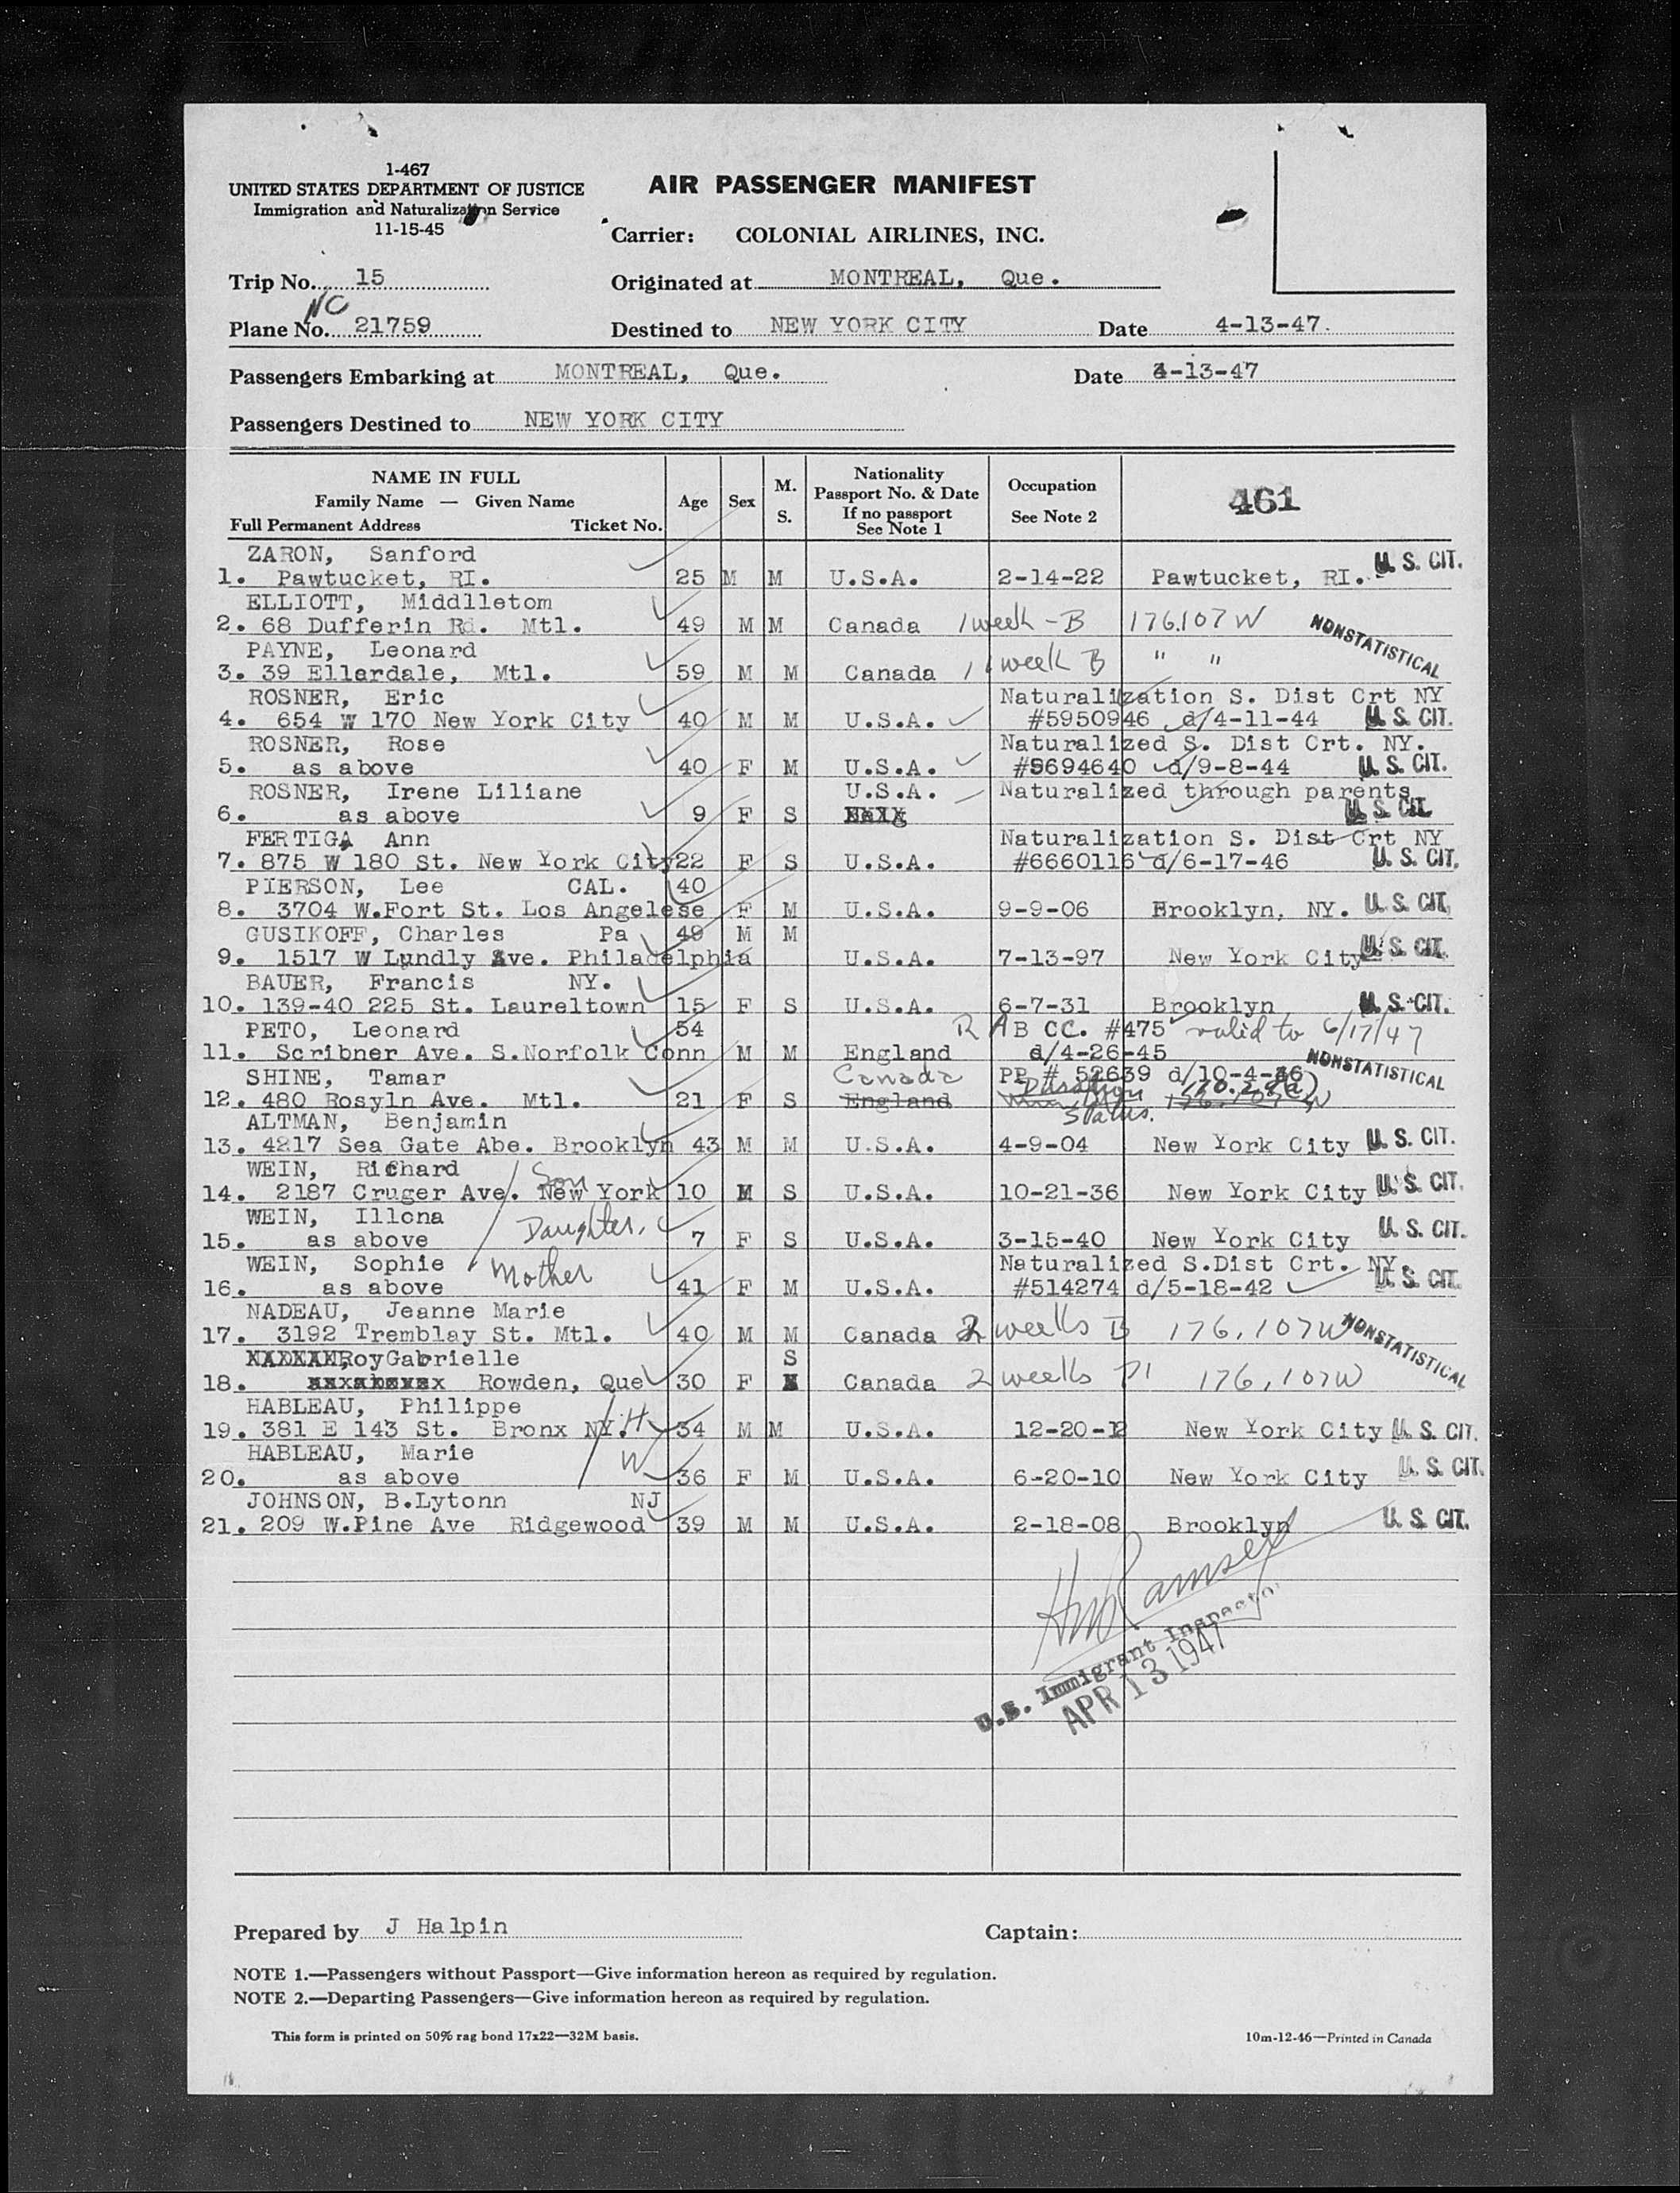 1-467
UNITED STATES DEPARTMENT OF JUSTICE
Immigration and Naturalization Service
11-15-45
AIR PASSENGER MANIFEST
Carrier: COLONIAL AIRLINES, INC.
Trip No. 15
Originated at MONTREAL, Que.
NC
Plane No. 21759
Destined to NEW YORK CITY
Date 4-13-47.
Passengers Embarking at MONTREAL, Que.
Date 4-13-47
Passengers Destined to NEW YORK CITY
NAME IN FULL
Family Name — Given Name
Full Permanent Address Ticket No.
Age
Sex
M.
S.
Nationality
Passport No. & Date
If no passport
See Note 1
Occupation
See Note 2
461
ZARON, Sanford
1. Pawtucket, RI. 25 M M U.S.A. 2-14-22 Pawtucket, RI. U. S. CIT.
ELLIOTT, Middlletom
2. 68 Dufferin Rd. Mtl. 49 M M Canada 1 week - B 176.107 W NONSTATISTICAL
PAYNE, Leonard
3. 39 Ellerdale, Mtl. 59 M M Canada 1 week B " "
ROSNER, Eric Naturalization S. Dist Crt NY
4. 654 W 170 New York City 40 M M U.S.A. #5950946 d/4-11-44 U. S. CIT.
ROSNER, Rose Naturalized S. Dist Crt. NY.
5. as above 40 F M U.S.A. #5694640 d/9-8-44 U. S. CIT.
ROSNER, Irene Liliane U.S.A. Naturalized through parents
6. as above 9 F S U. S. CIT.
FERTIG, Ann Naturalization S. Dist Crt NY
7. 875 W 180 St. New York City 22 F S U.S.A. #6660116 d/6-17-46 U. S. CIT.
PIERSON, Lee CAL. 40
8. 3704 W.Fort St. Los Angelese F M U.S.A. 9-9-06 Brooklyn, NY. U. S. CIT.
GUSIKOFF, Charles Pa 49 M M
9. 1517 W Lyndly Ave. Philadelphia U.S.A. 7-13-97 New York City U. S. CIT.
BAUER, Francis NY.
10. 139-40 225 St. Laureltown 15 F S U.S.A. 6-7-31 Brooklyn U. S. CIT.
PETO, Leonard 54 R AB CC. #475 valid to 6/17/47
11. Scribner Ave. S.Norfolk Conn M M England d/4-26-45 NONSTATISTICAL
SHINE, Tamar Canada PP # 52639 d/10-4-46
12. 480 Rosyln Ave. Mtl. 21 F S England Duration Status.
ALTMAN, Benjamin
13. 4217 Sea Gate Abe. Brooklyn 43 M M U.S.A. 4-9-04 New York City U. S. CIT.
WEIN, Richard Son
14. 2187 Cruger Ave. New York 10 M S U.S.A. 10-21-36 New York City U. S. CIT.
WEIN, Illona Daughter.
15. as above 7 F S U.S.A. 3-15-40 New York City U. S. CIT.
WEIN, Sophie Mother Naturalized S.Dist Crt. NY.
16. as above 41 F M U.S.A. #514274 d/5-18-42 U. S. CIT.
NADEAU, Jeanne Marie
17. 3192 Tremblay St. Mtl. 40 M M Canada 2 weeks B 176.107W NONSTATISTICAL
Roy Gabrielle S
18. Rowden, Que 30 F Canada 2 weeks 176.107W
HABLEAU, Philippe
19. 381 E 143 St. Bronx NY. H 34 M M U.S.A. 12-20-12 New York City U. S. CIT.
HABLEAU, Marie W
20. as above 36 F M U.S.A. 6-20-10 New York City U. S. CIT.
JOHNSON, B.Lytonn NJ
21. 209 W.Pine Ave Ridgewood 39 M M U.S.A. 2-18-08 Brooklyn U. S. CIT.
Ramsey
U.S. Immigrant Inspector
APR 13 1947
Prepared by J Halpin
Captain:
NOTE 1.—Passengers without Passport—Give information hereon as required by regulation.
NOTE 2.—Departing Passengers—Give information hereon as required by regulation.
This form is printed on 50% rag bond 17x22—32M basis.
10m-12-46—Printed in Canada